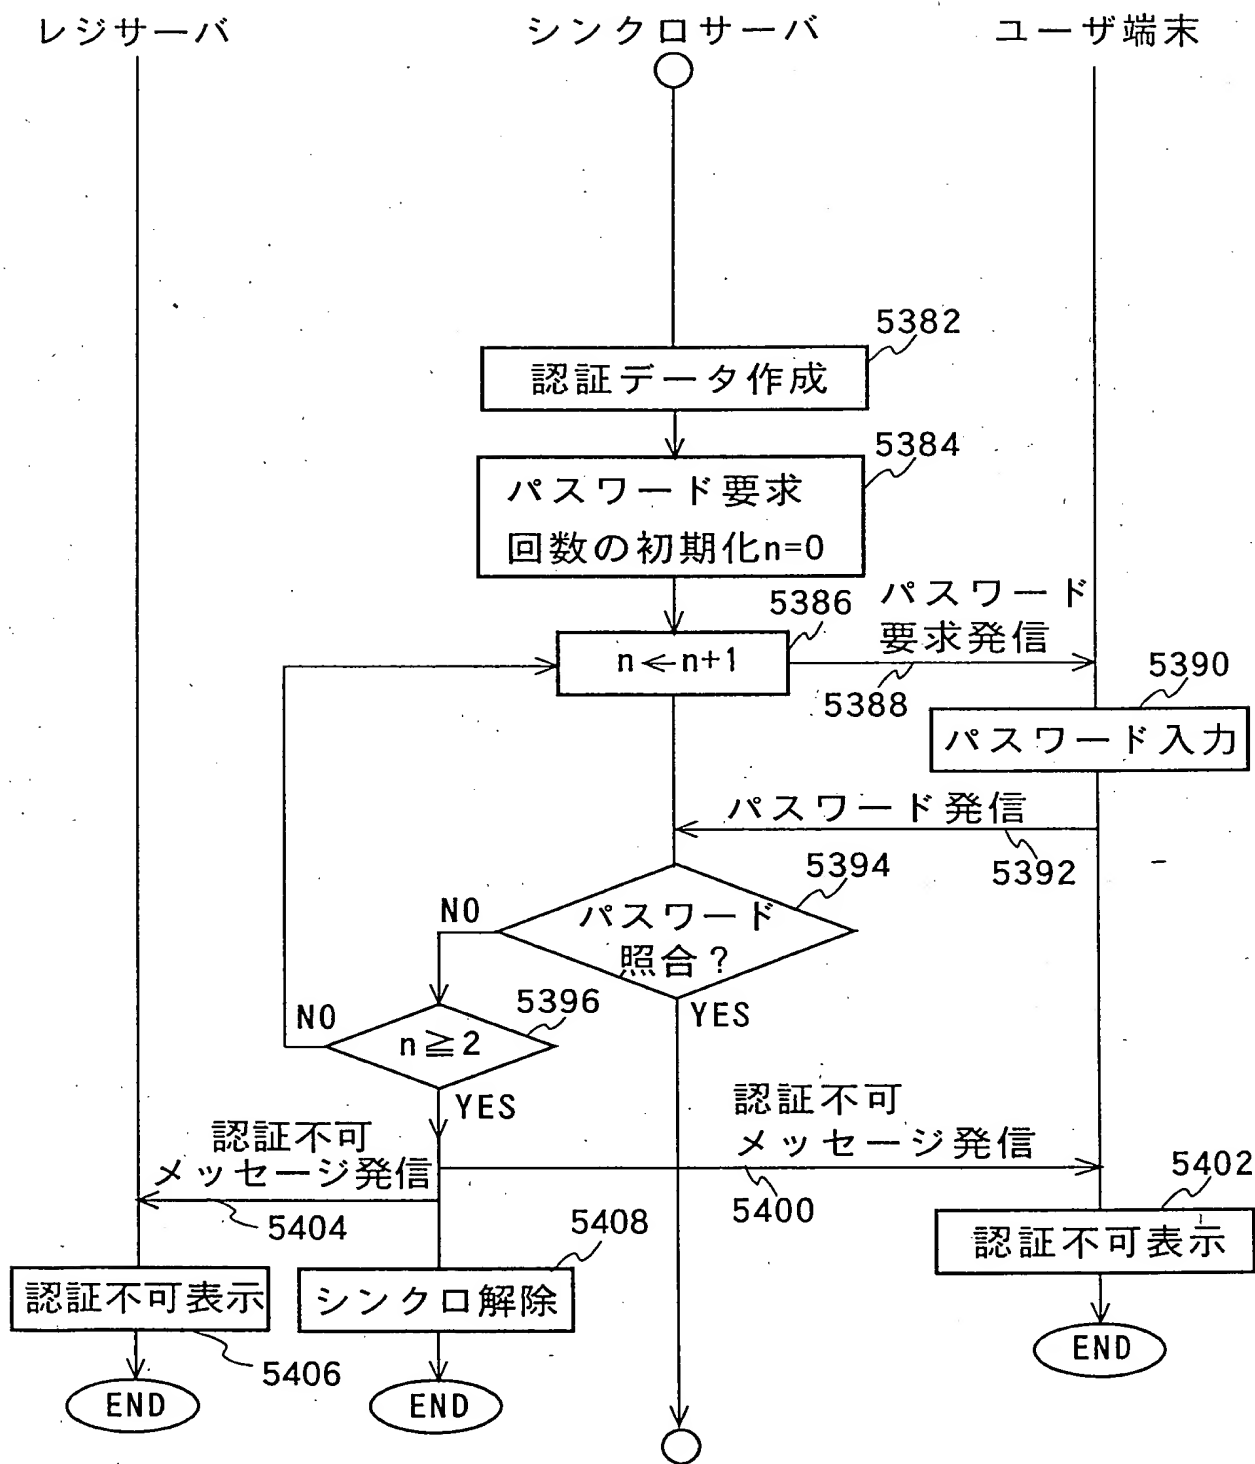 レジサーバ
シンクロサーバ
ユーザ端末
5382
認証データ作成
5384
パスワード要求
回数の初期化n=0
5386
パスワード
要求発信
n←n+1
5388
5390
パスワード入力
パスワード発信
5392
5394
NO
パスワード
照合?
YES
5396
NO
n≧2
YES
認証不可
メッセージ発信
認証不可
メッセージ発信
5400
5402
5404
5408
認証不可表示
認証不可表示
シンクロ解除
5406
END
END
END